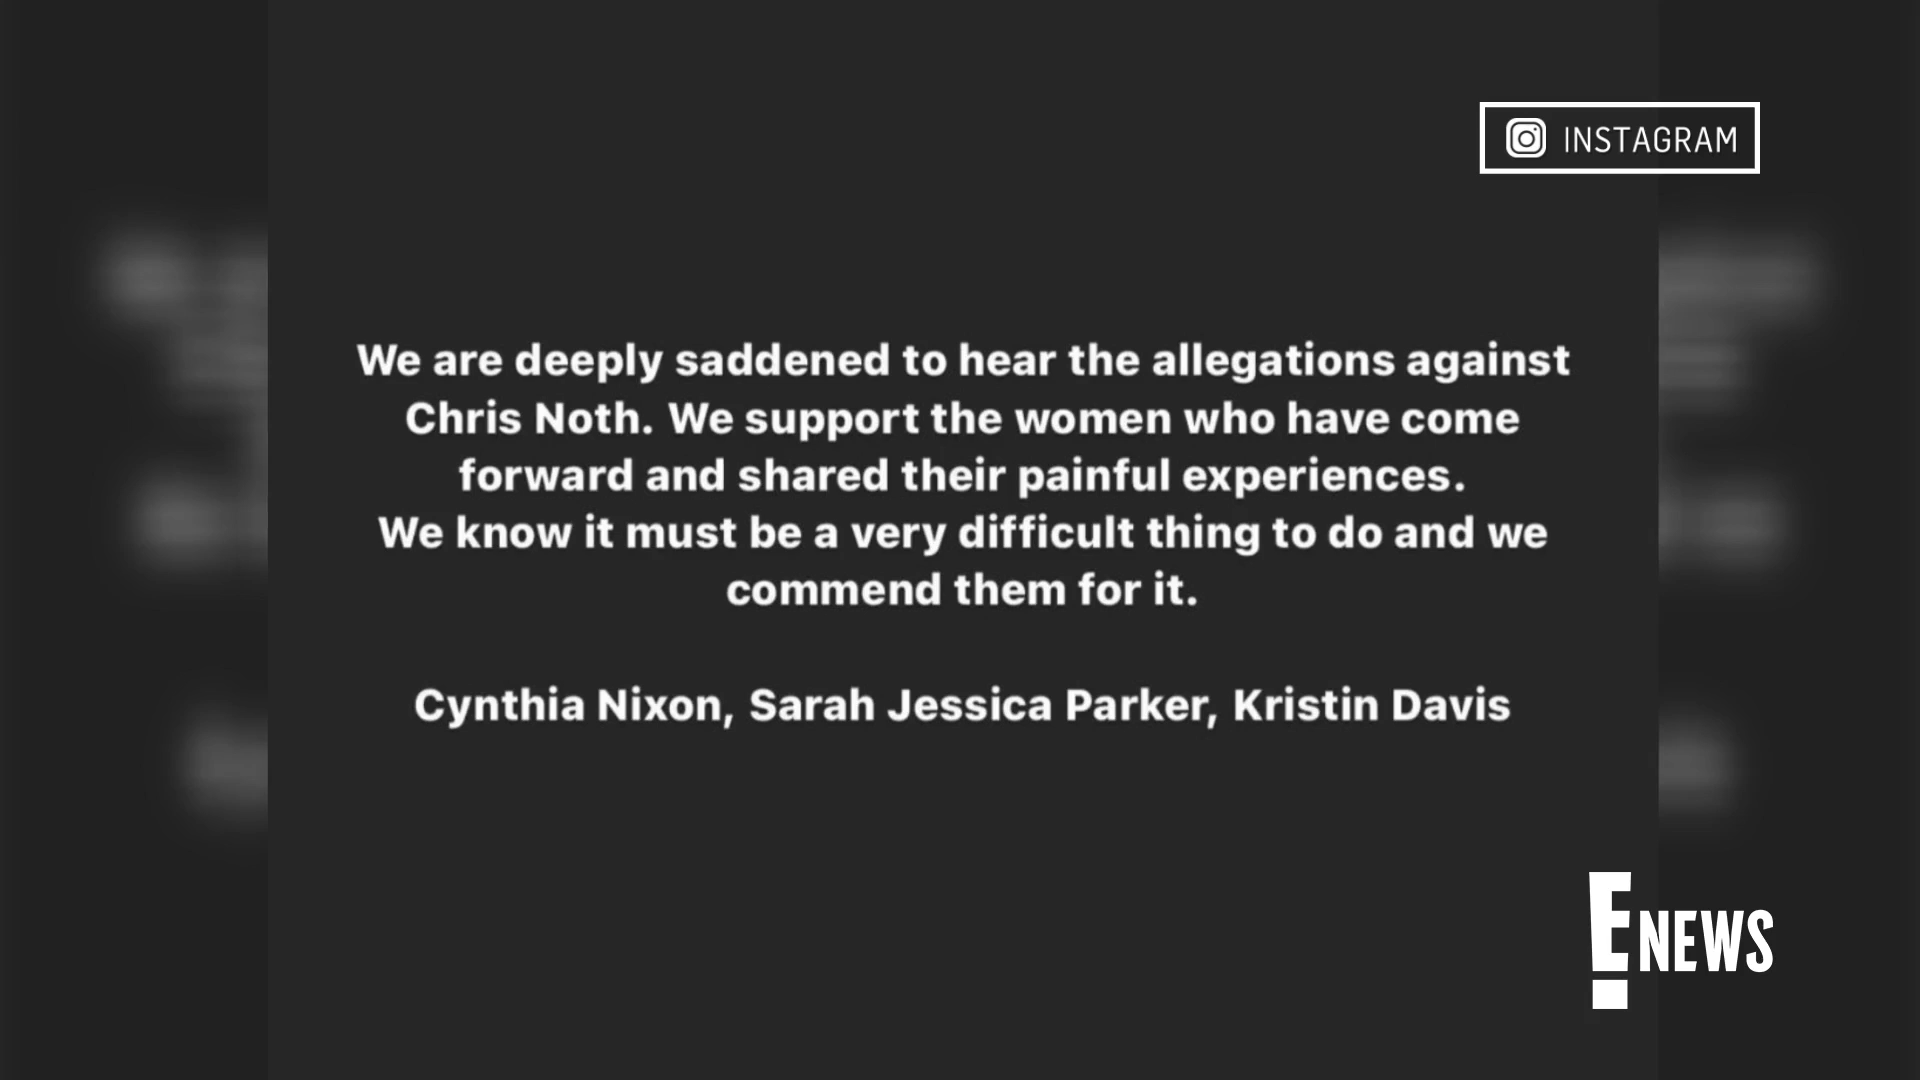 INSTAGRAM
We are deeply saddened to hear the allegations against
Chris Noth. We support the women who have come
forward and shared their painful experiences.
We know it must be a very difficult thing to do and we
commend them for it.
Cynthia Nixon, Sarah Jessica Parker, Kristin Davis
E! NEWS